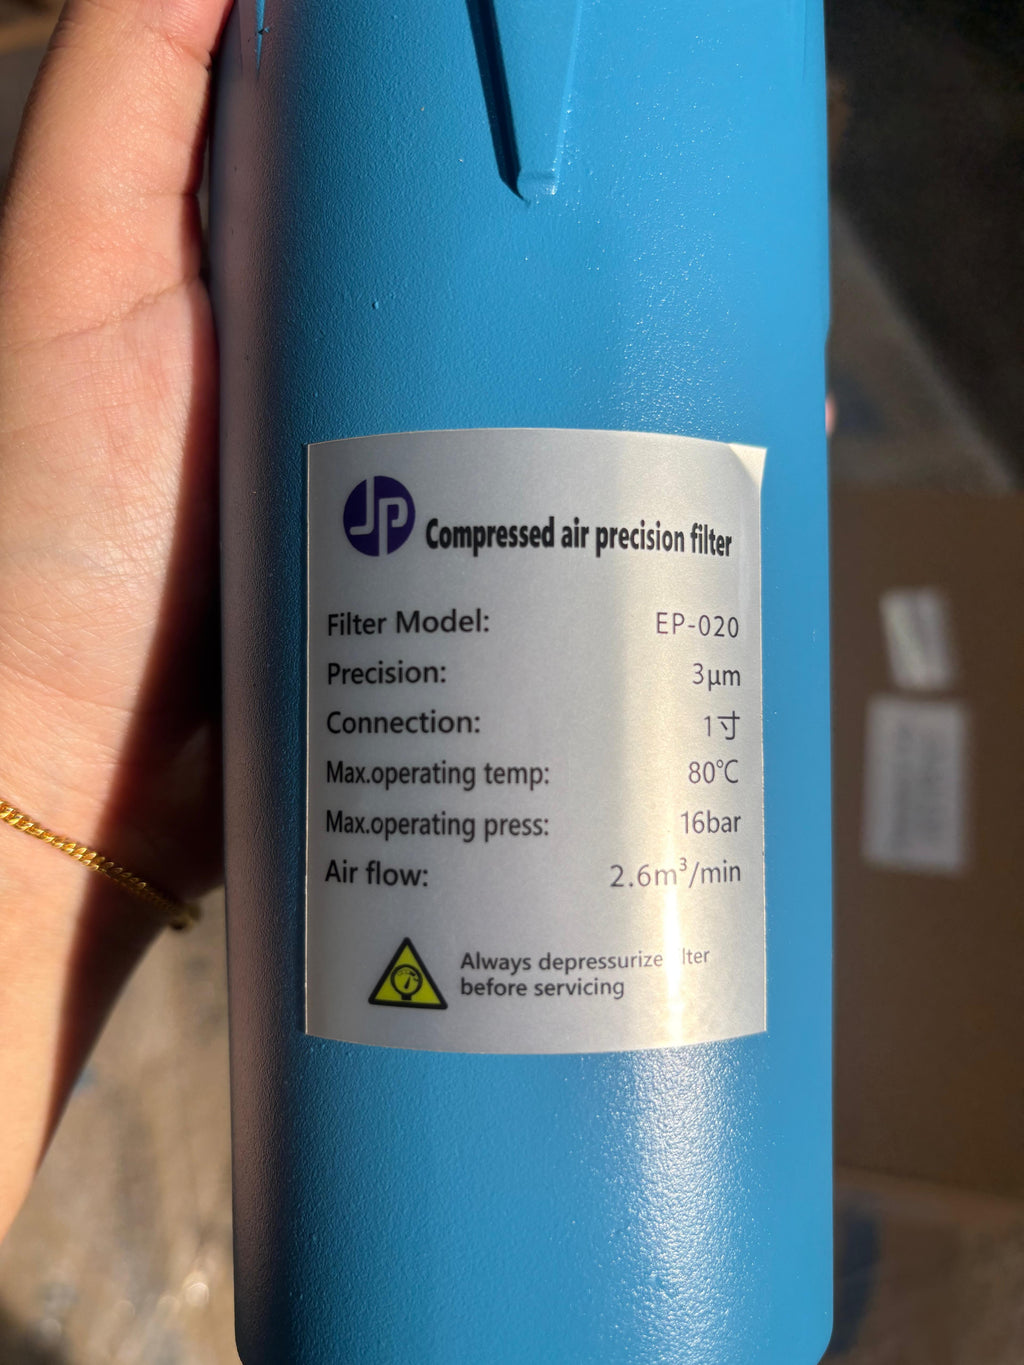 JP Compressed air precision filter
Filter Model: EP-020
Precision: 3μm
Connection: 1寸
Max.operating temp: 80°C
Max.operating press: 16bar
Air flow: 2.6m³/min
Always depressurize lter
before servicing